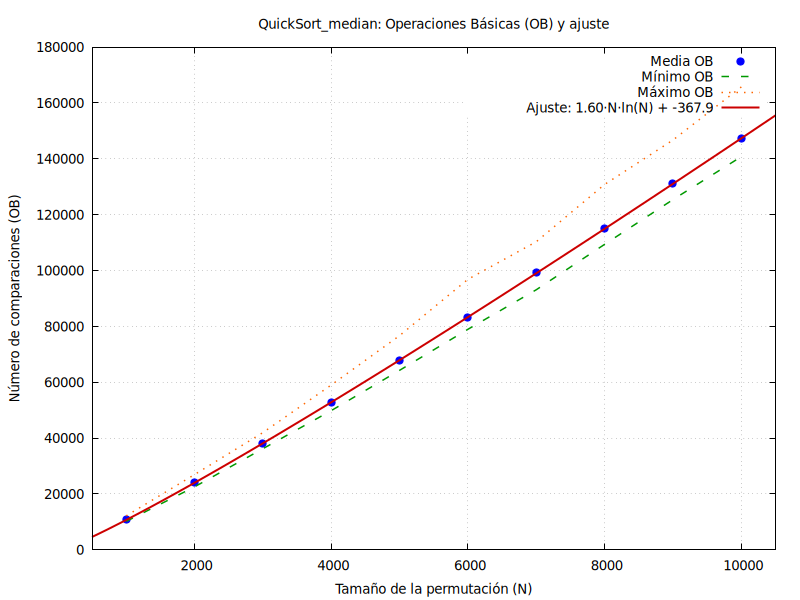 QuickSort_median: Operaciones Básicas (OB) y ajuste
180000
160000
140000
120000
100000
80000
60000
40000
20000
0
Número de comparaciones (OB)
Media OB
Mínimo OB
Máximo OB
Ajuste: 1.60·N·ln(N) + -367.9
2000
4000
6000
8000
10000
Tamaño de la permutación (N)